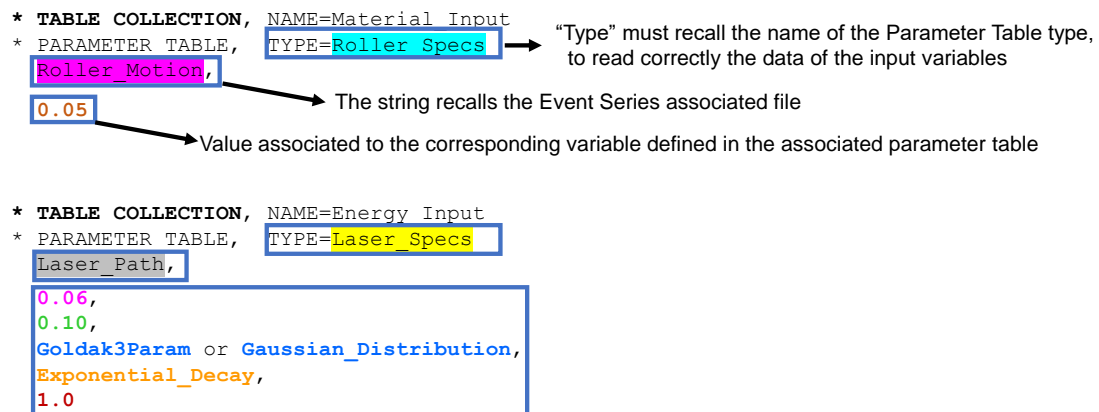 * TABLE COLLECTION, NAME=Material Input
* PARAMETER TABLE, TYPE=Roller Specs
“Type” must recall the name of the Parameter Table type,
to read correctly the data of the input variables
Roller_Motion,
The string recalls the Event Series associated file
0.05
Value associated to the corresponding variable defined in the associated parameter table
* TABLE COLLECTION, NAME=Energy Input
* PARAMETER TABLE, TYPE=Laser_Specs
Laser_Path,
0.06,
0.10,
Goldak3Param or Gaussian_Distribution,
Exponential_Decay,
1.0